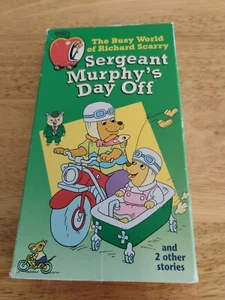 The Busy World
of Richard Scarry
Sergeant
Murphy's
Day Off
and
2 other
stories